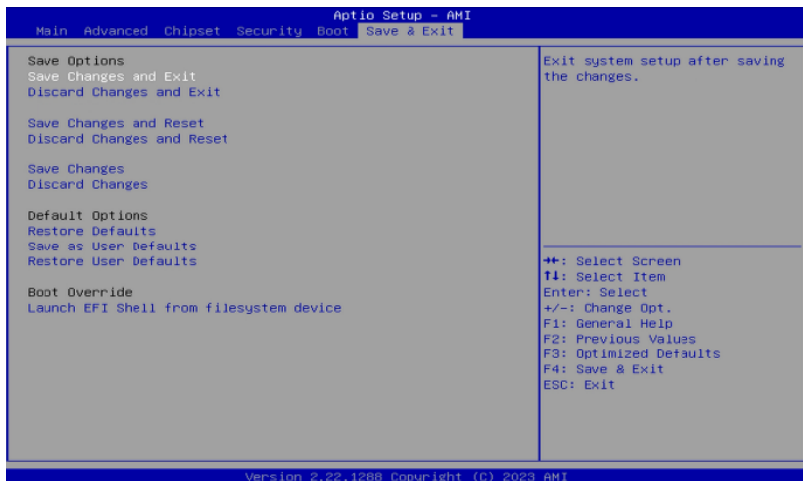 Aptio Setup – AMI
Main Advanced Chipset Security Boot Save & Exit
Save Options
Save Changes and Exit
Discard Changes and Exit
Save Changes and Reset
Discard Changes and Reset
Save Changes
Discard Changes
Default Options
Restore Defaults
Save as User Defaults
Restore User Defaults
Boot Override
Launch EFI Shell from filesystem device
Exit system setup after saving
the changes.
→←: Select Screen
↑↓: Select Item
Enter: Select
+/-: Change Opt.
F1: General Help
F2: Previous Values
F3: Optimized Defaults
F4: Save & Exit
ESC: Exit
Version 2.22.1288 Copyright (C) 2023 AMI